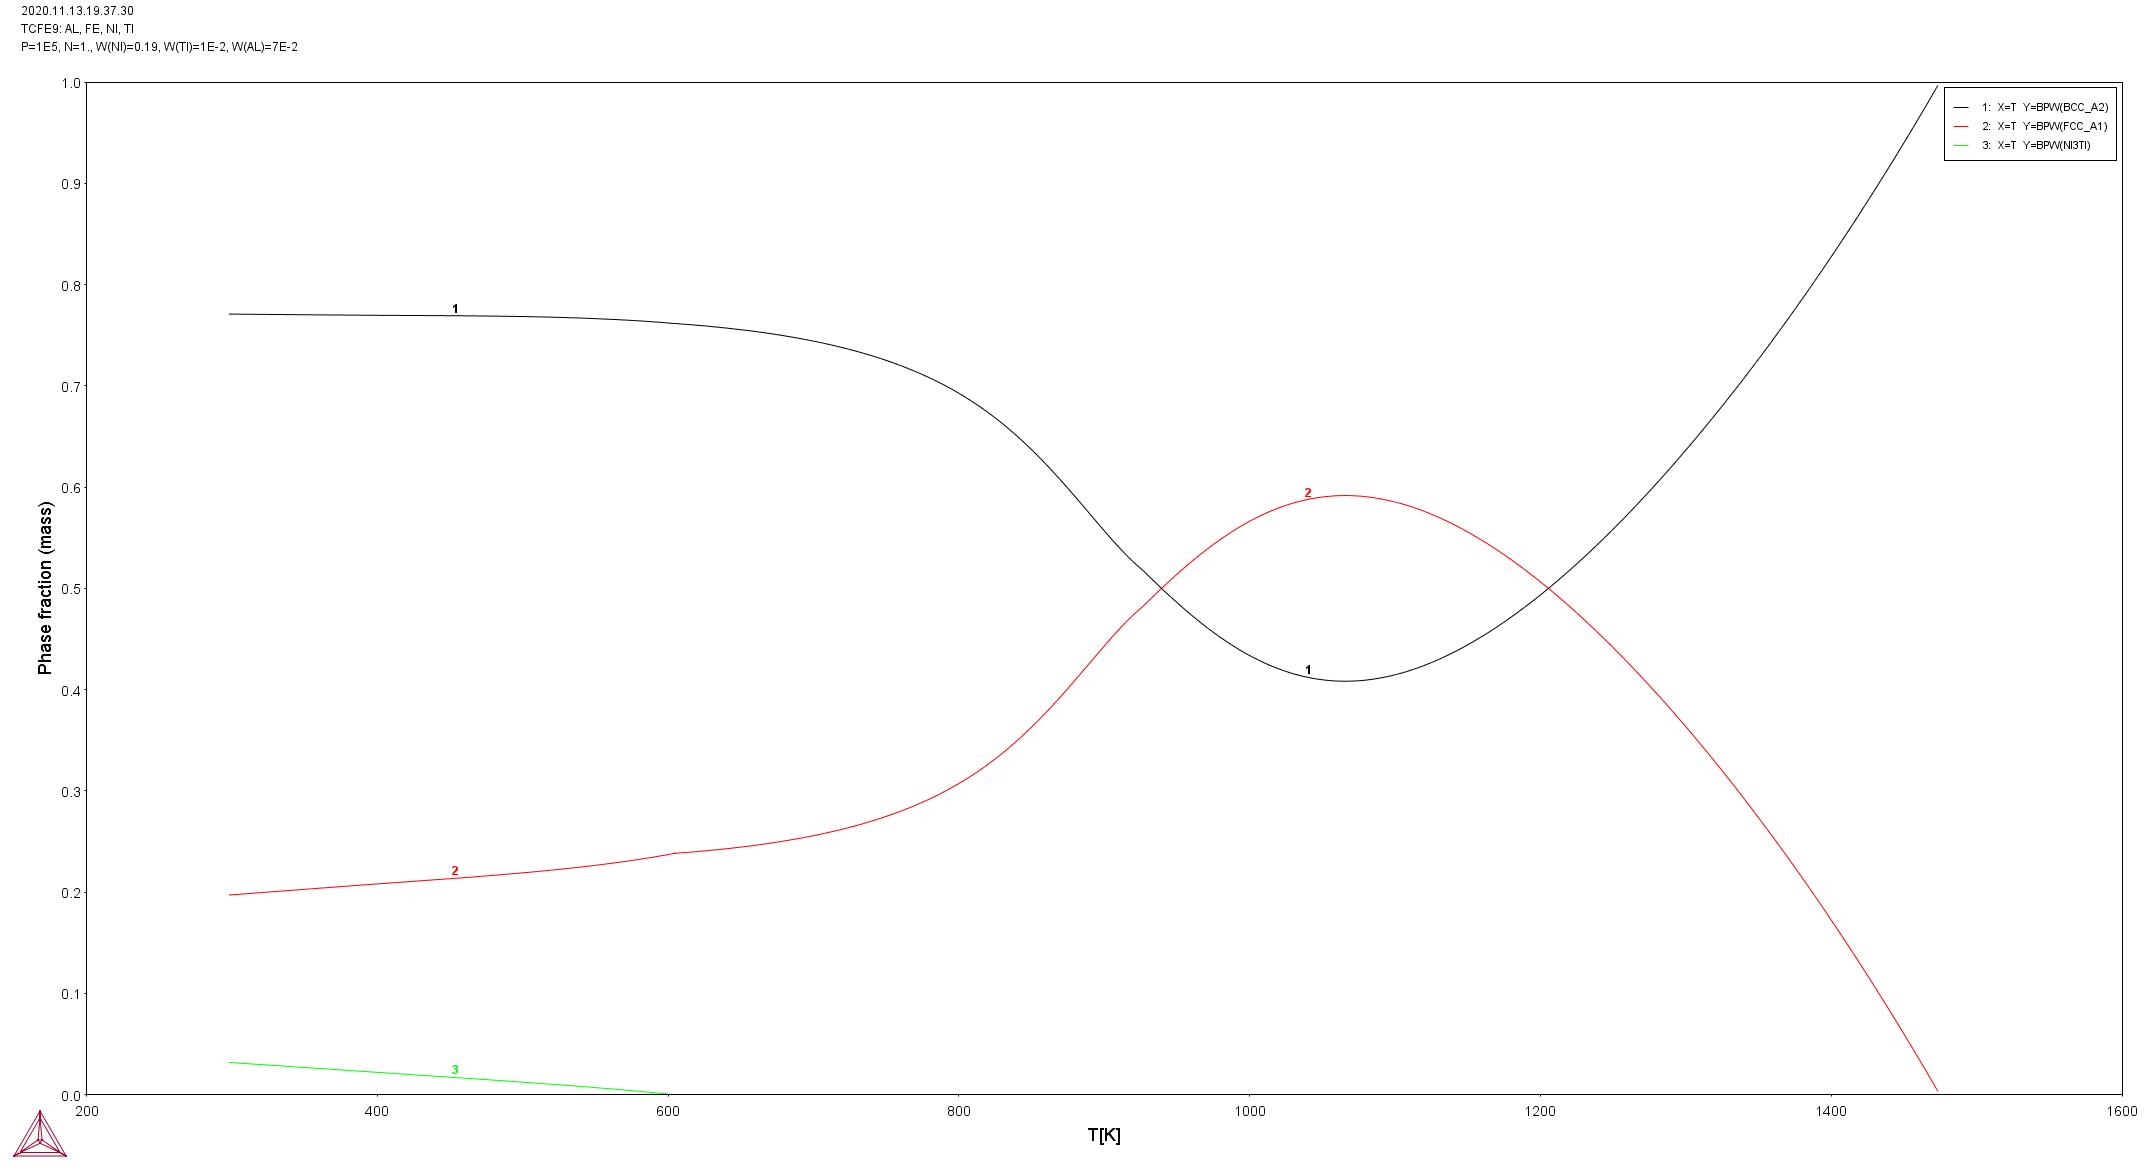 2020.11.13.19.37.30
TCFE9: AL, FE, NI, TI
P=1E5, N=1., W(NI)=0.19, W(TI)=1E-2, W(AL)=7E-2
1: X=T Y=BPW(BCC_A2)
2: X=T Y=BPW(FCC_A1)
3: X=T Y=BPW(NI3TI)
Phase fraction (mass)
1.0
0.9
0.8
0.7
0.6
0.5
0.4
0.3
0.2
0.1
0.0
1
2
1
2
3
200 400 600 800 1000 1200 1400 1600
T[K]